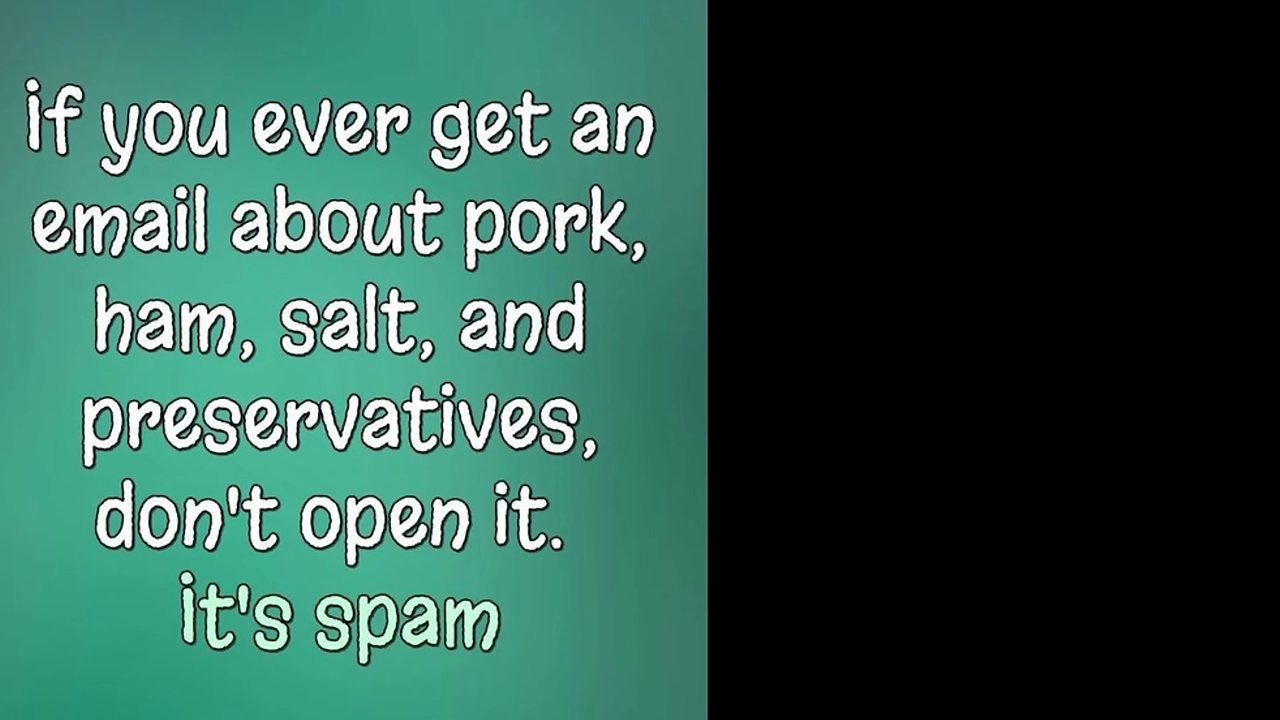 if you ever get an
email about pork,
ham, salt, and
preservatives,
don't open it.
it's spam